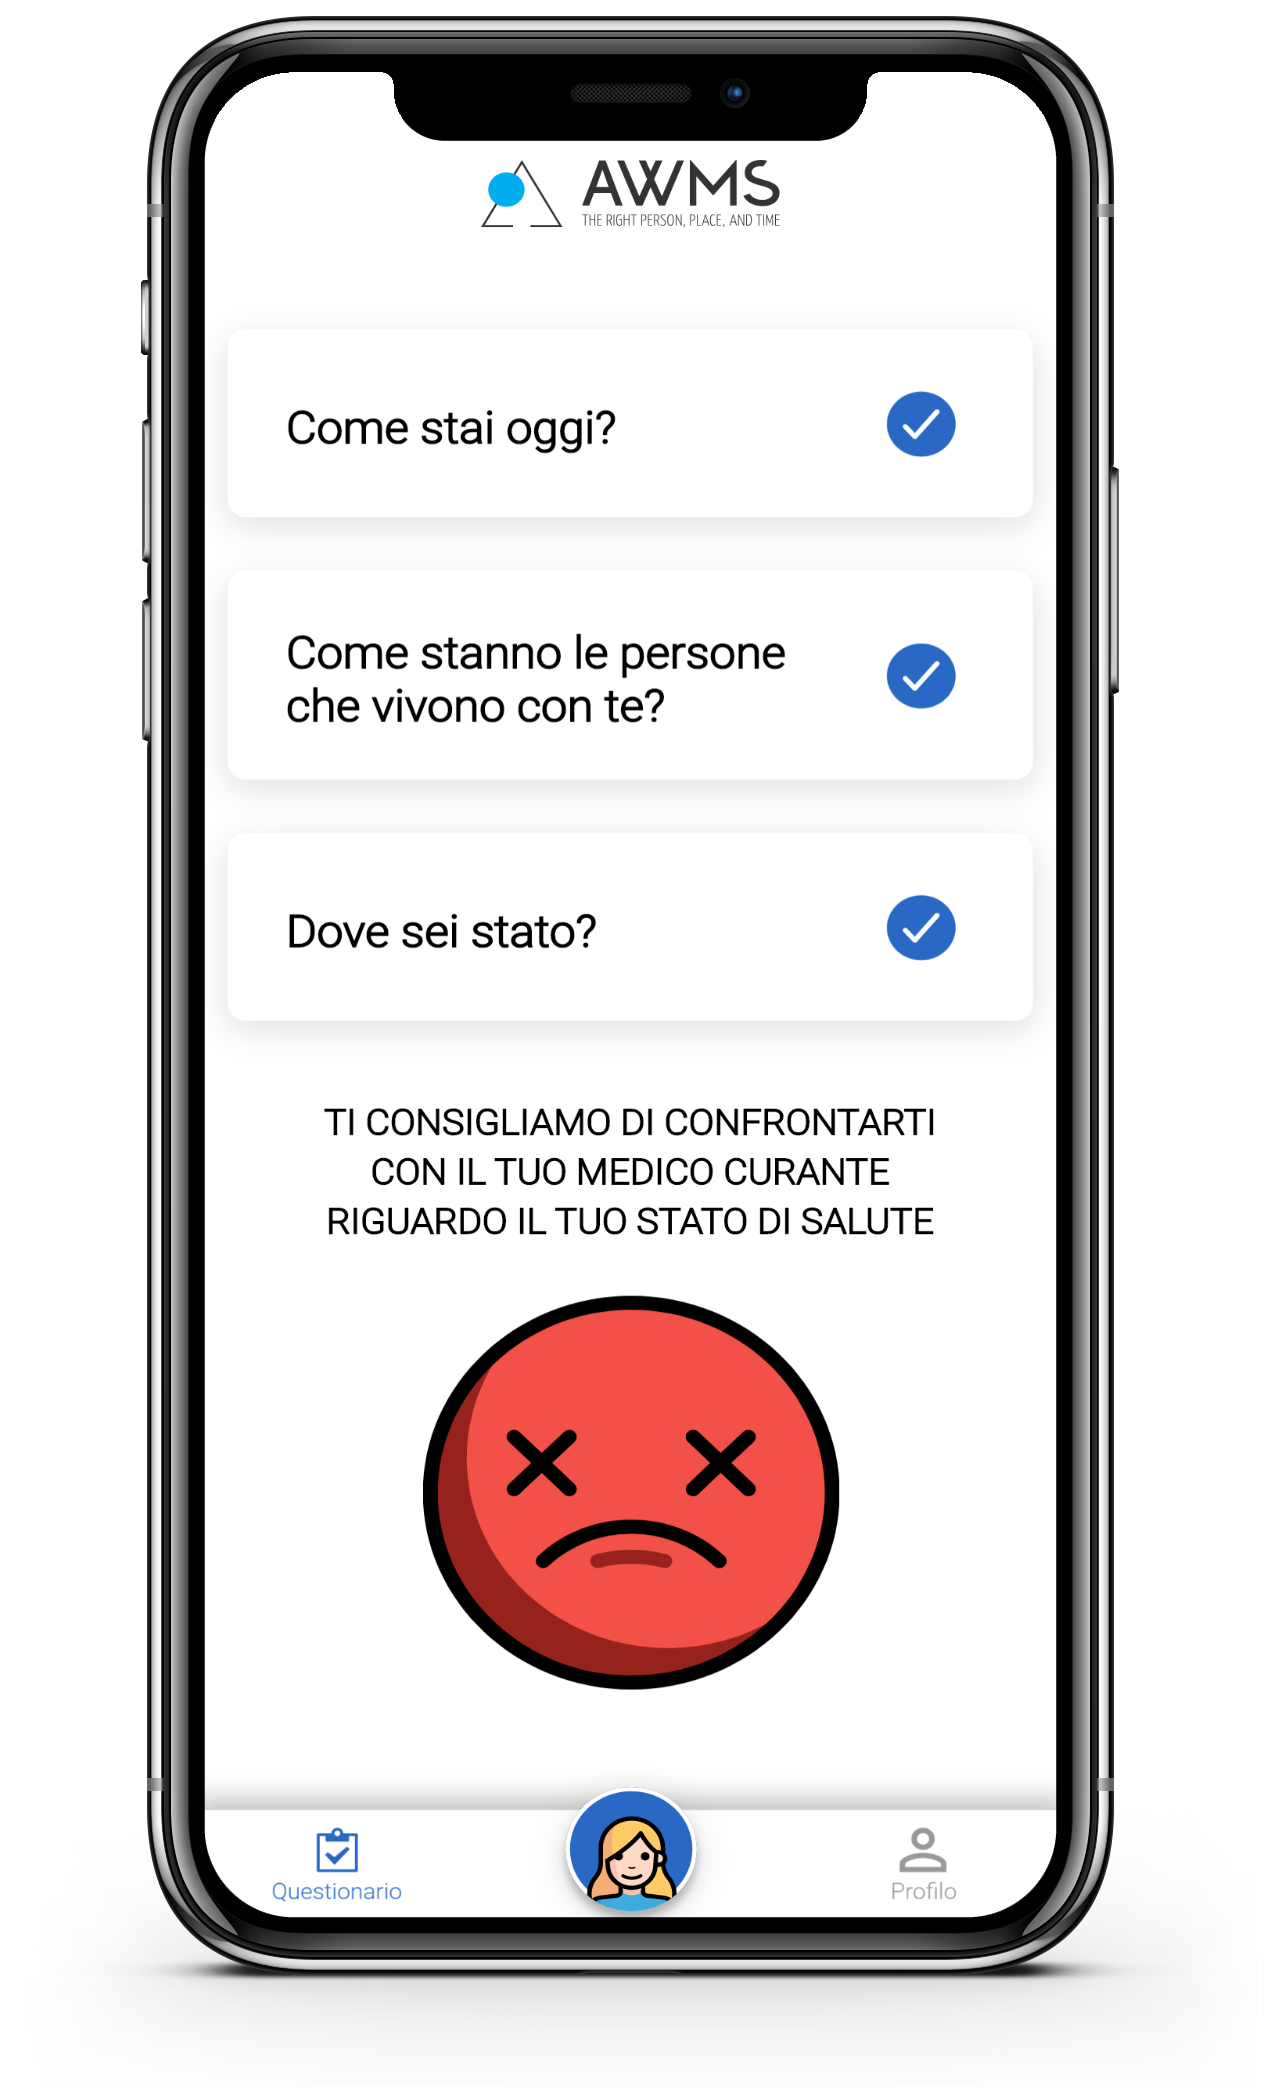 AWMS
THE RIGHT PERSON, PLACE, AND TIME
Come stai oggi?
Come stanno le persone
che vivono con te?
Dove sei stato?
TI CONSIGLIAMO DI CONFRONTARTI
CON IL TUO MEDICO CURANTE
RIGUARDO IL TUO STATO DI SALUTE
Questionario
Profilo